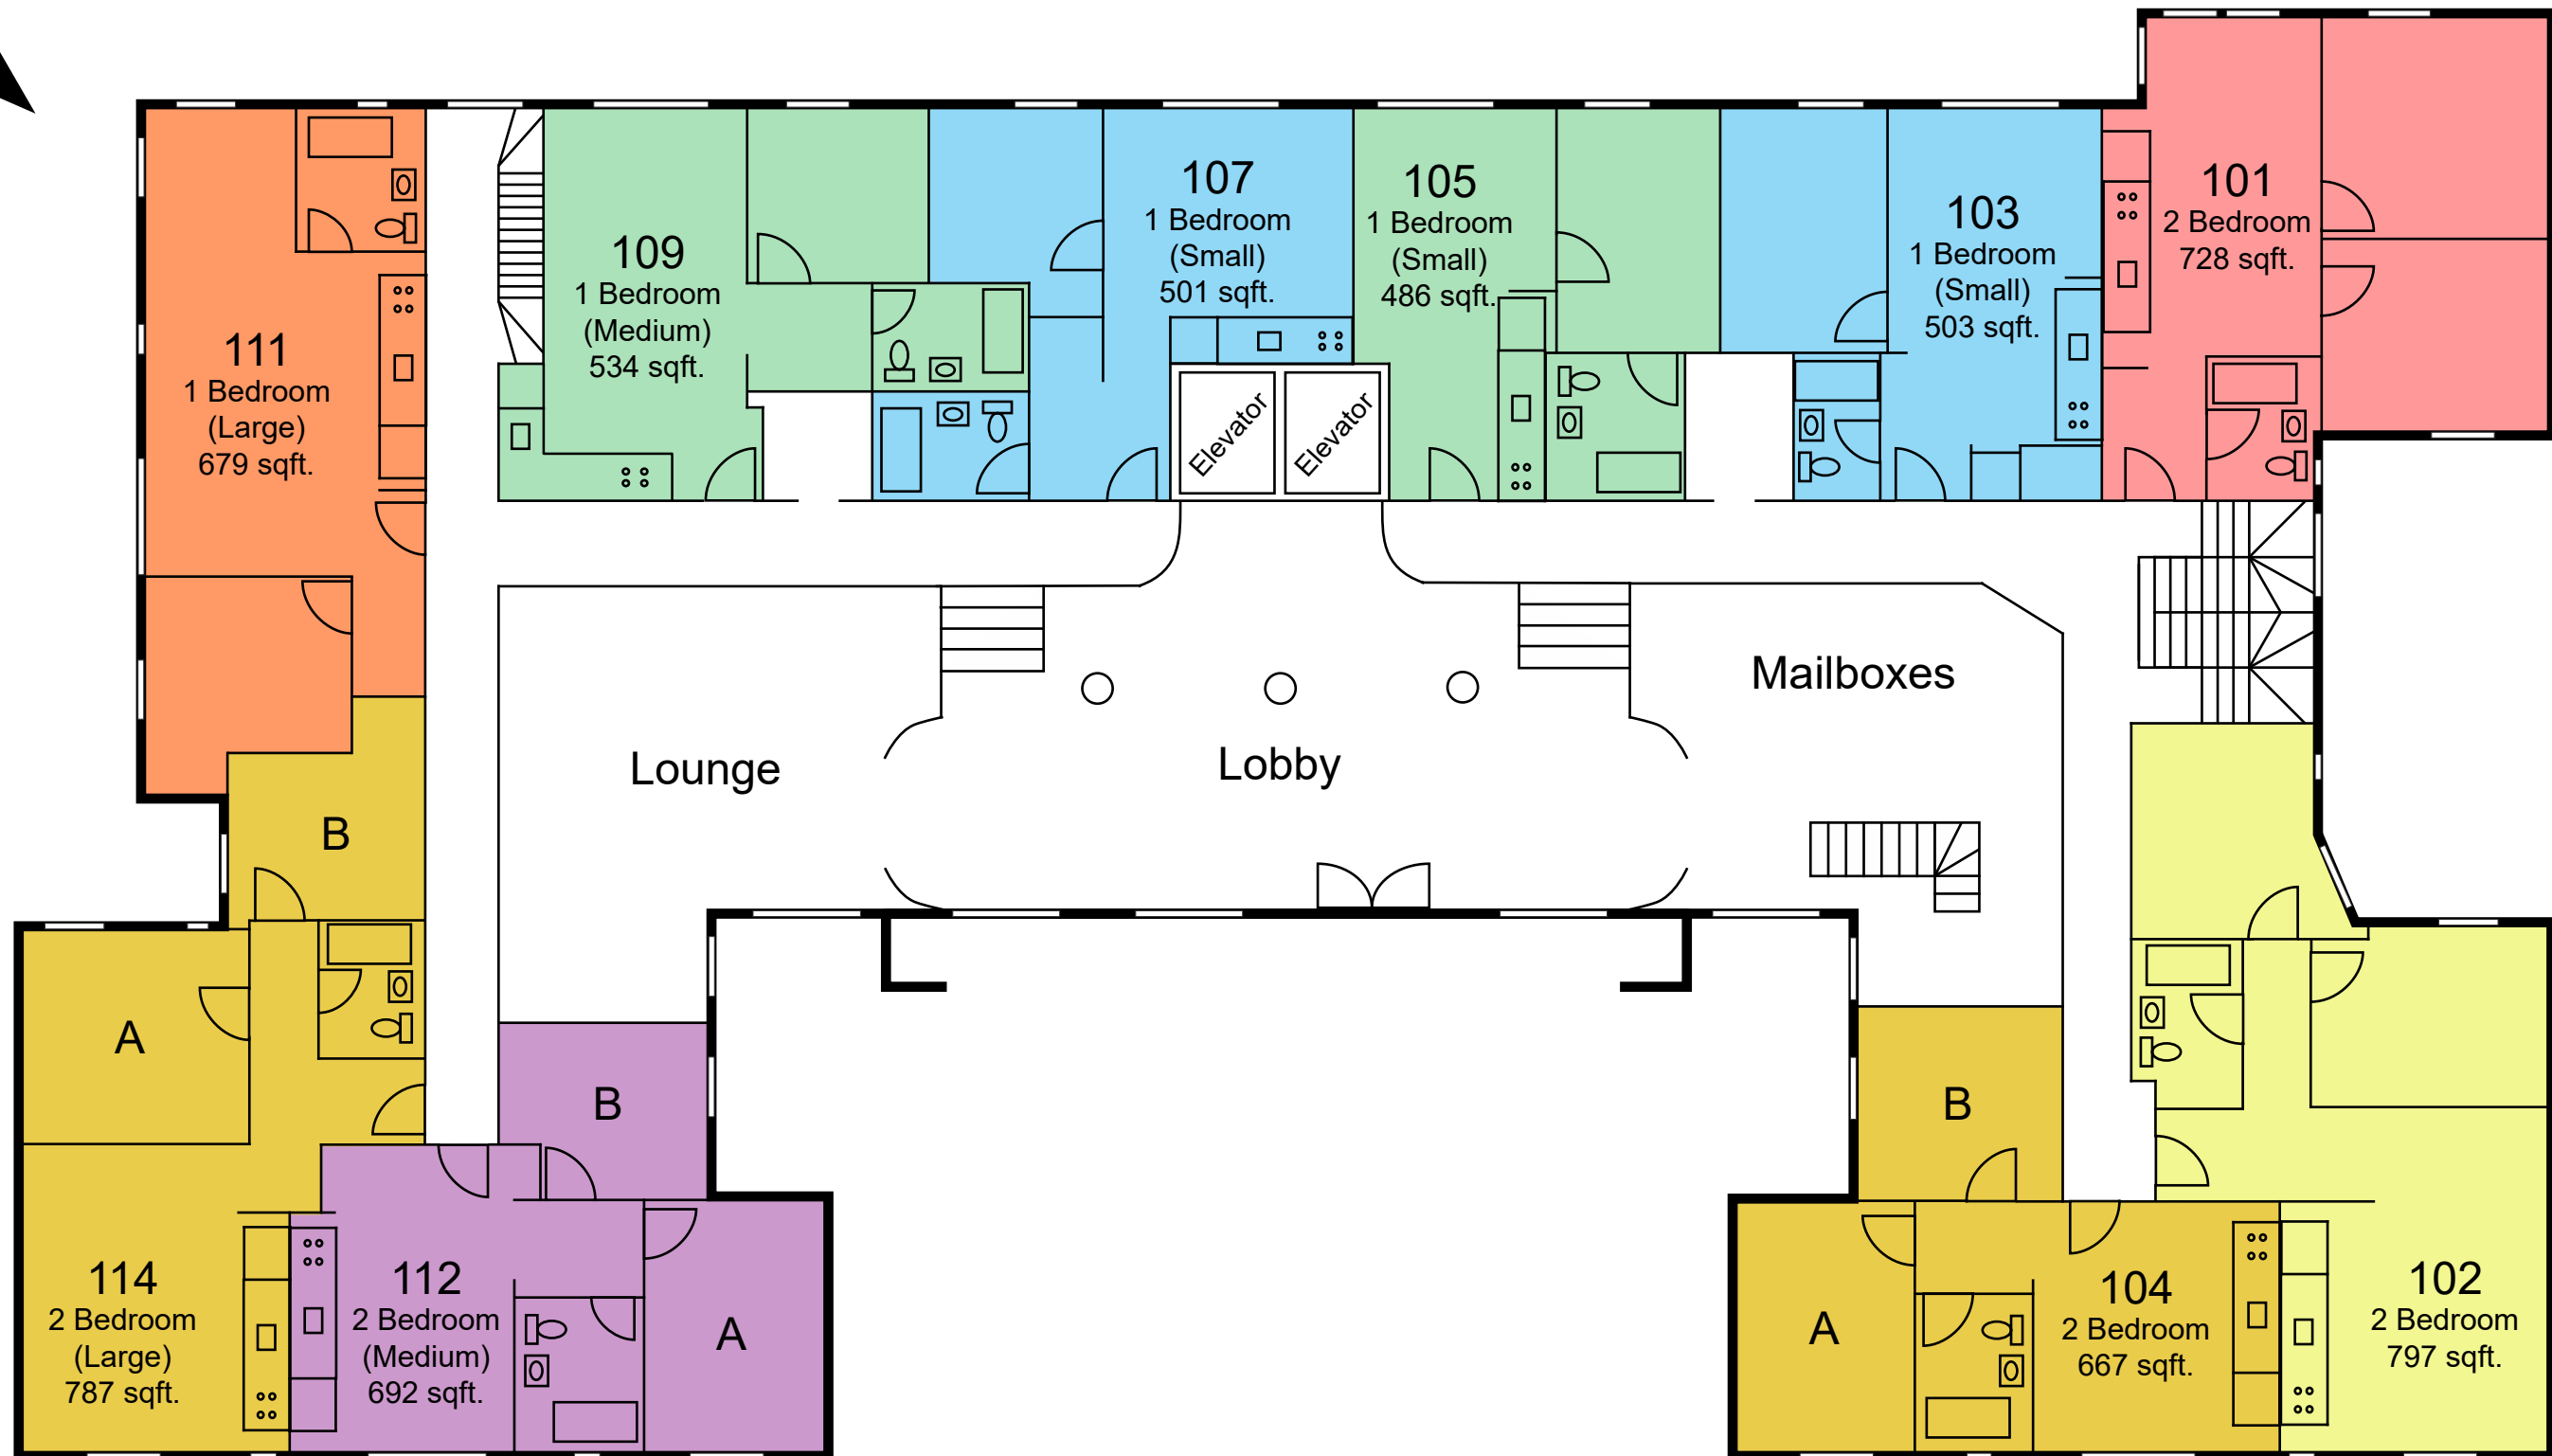 101
2 Bedroom
728 sqft.
103
1 Bedroom
(Small)
503 sqft.
105
1 Bedroom
(Small)
486 sqft.
107
1 Bedroom
(Small)
501 sqft.
109
1 Bedroom
(Medium)
534 sqft.
111
1 Bedroom
(Large)
679 sqft.
Elevator
Elevator
Lounge
Lobby
Mailboxes
B
A
114
2 Bedroom
(Large)
787 sqft.
B
112
2 Bedroom
(Medium)
692 sqft.
A
B
A
104
2 Bedroom
667 sqft.
102
2 Bedroom
797 sqft.